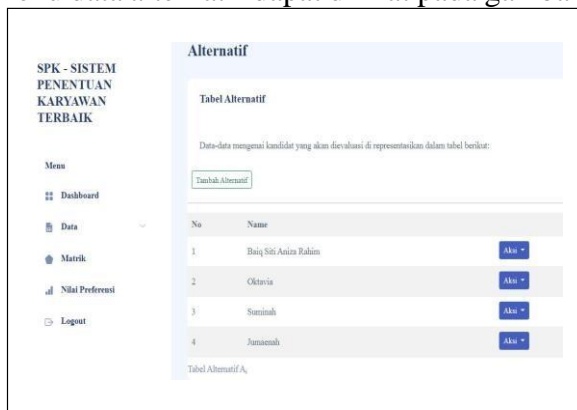 Alternatif
SPK - SISTEM
PENENTUAN
KARYAWAN
TERBAIK
Tabel Alternatif
Data-data mengenai kandidat yang akan dievaluasi di representasikan dalam tabel berikut:
Menu
Tambah Alternatif
Dashboard
Data
Matrik
Nilai Preferensi
Logout
No Name
1 Baiq Siti Aniza Rahim Aksi
2 Oktavia Aksi
3 Suminah Aksi
4 Jumaenah Aksi
Tabel Alternatif A,